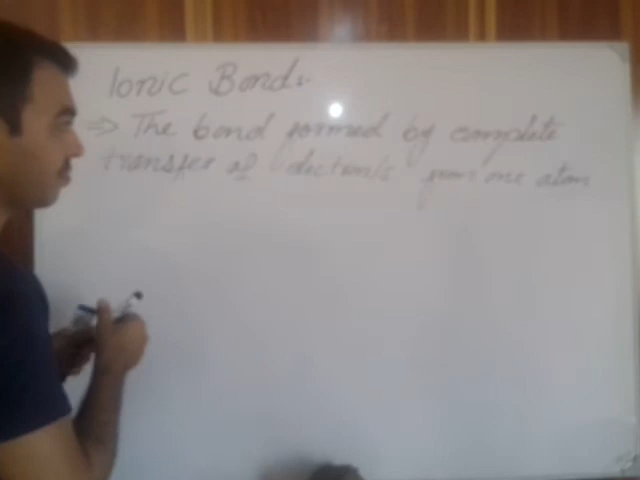 Ionic Bond:-
⇒ The bond formed by complete
transfer of electrons from one atom